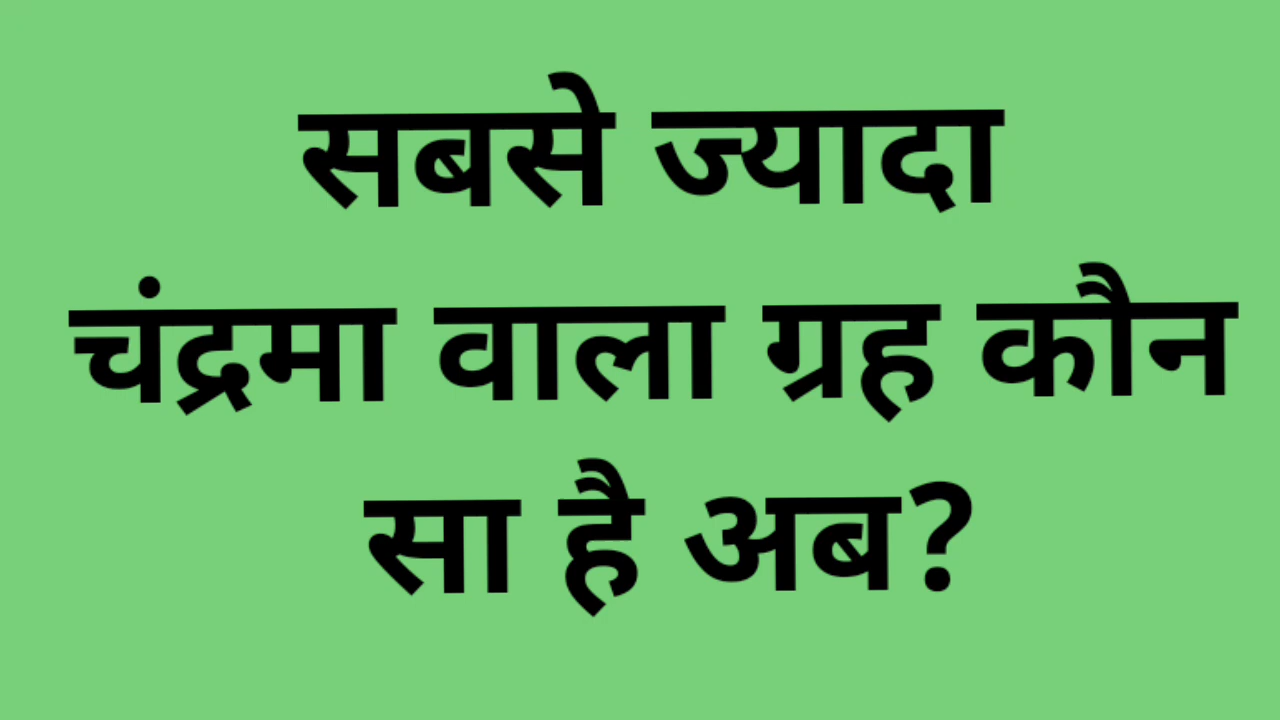 सबसे ज्यादा
चंद्रमा वाला ग्रह कौन
सा है अब?